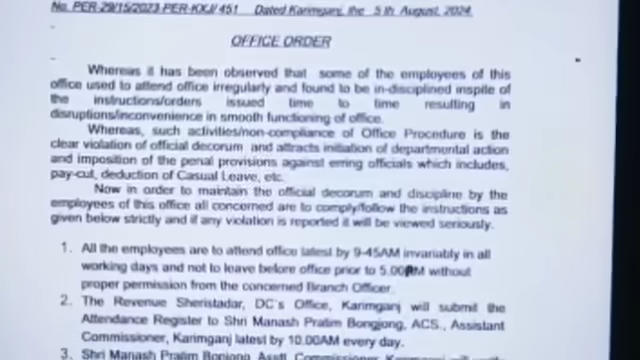 No. PER-29/15/2023-PER-KXJ/ 451 Dated Karimganj, the 5 th August, 2024.
OFFICE ORDER
Whereas it has been observed that some of the employees of this
office used to attend office irregularly and found to be in-disciplined inspite of
the instructions/orders issued time to time resulting in
disruptions/inconvenience in smooth functioning of office.
Whereas, such activities/non-compliance of Office Procedure is the
clear violation of official decorum and attracts initiation of departmental action
and imposition of the penal provisions against erring officials which includes,
pay-cut, deduction of Casual Leave, etc.
Now in order to maintain the official decorum and discipline by the
employees of this office all concerned are to comply/follow the instructions as
given below strictly and if any violation is reported it will be viewed seriously.
1. All the employees are to attend office latest by 9-45AM invariably in all
working days and not to leave before office prior to 5.00PM without
proper permission from the concerned Branch Officer.
2. The Revenue Sheristadar, DC's Office, Karimganj will submit the
Attendance Register to Shri Manash Pratim Bongjong, ACS., Assistant
Commissioner, Karimganj latest by 10.00AM every day.
3. Shri Manash Pratim Bonjong, Asstt. Commissioner, Karimganj will